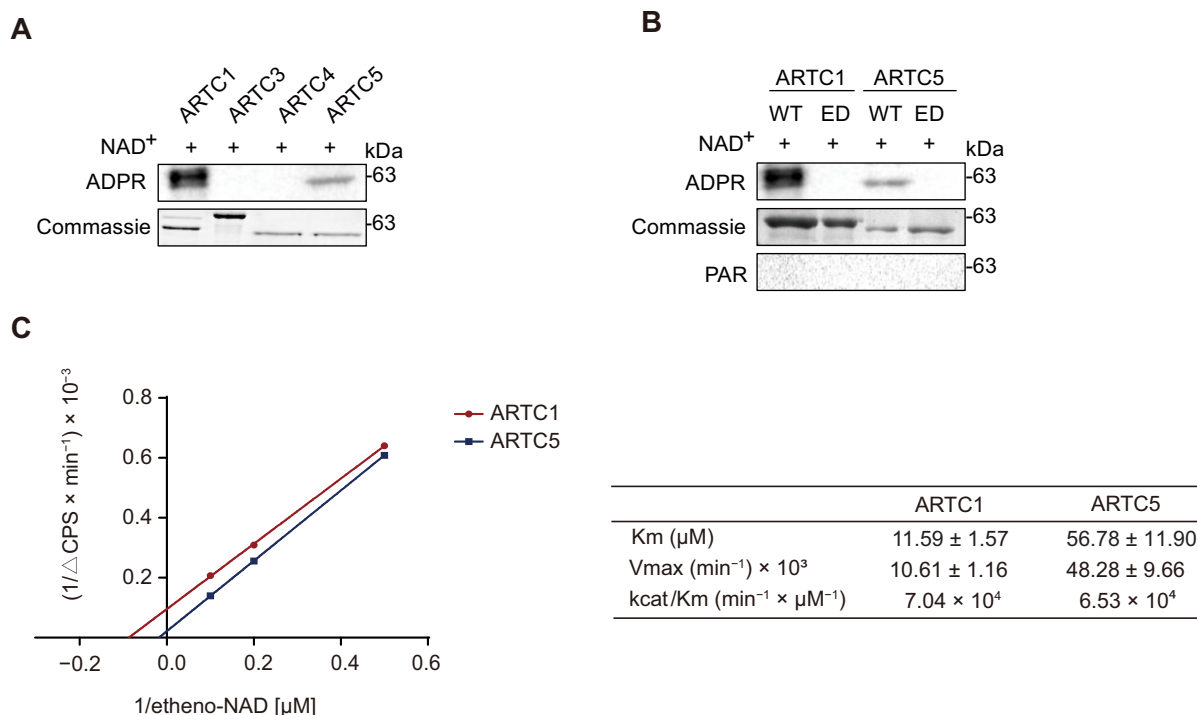 A
ARTC1 ARTC3 ARTC4 ARTC5
NAD⁺ + + + + kDa
ADPR -63
Commassie -63
B
ARTC1 ARTC5
WT ED WT ED
NAD⁺ + + + + kDa
ADPR -63
Commassie -63
PAR -63
C
(1/△CPS × min⁻¹) × 10⁻³
0.8
0.6
0.4
0.2
−0.2 0.0 0.2 0.4 0.6
1/etheno-NAD [μM]
ARTC1
ARTC5
ARTC1 ARTC5
Km (μM) 11.59 ± 1.57 56.78 ± 11.90
Vmax (min⁻¹) × 10³ 10.61 ± 1.16 48.28 ± 9.66
kcat/Km (min⁻¹ × μM⁻¹) 7.04 × 10⁴ 6.53 × 10⁴